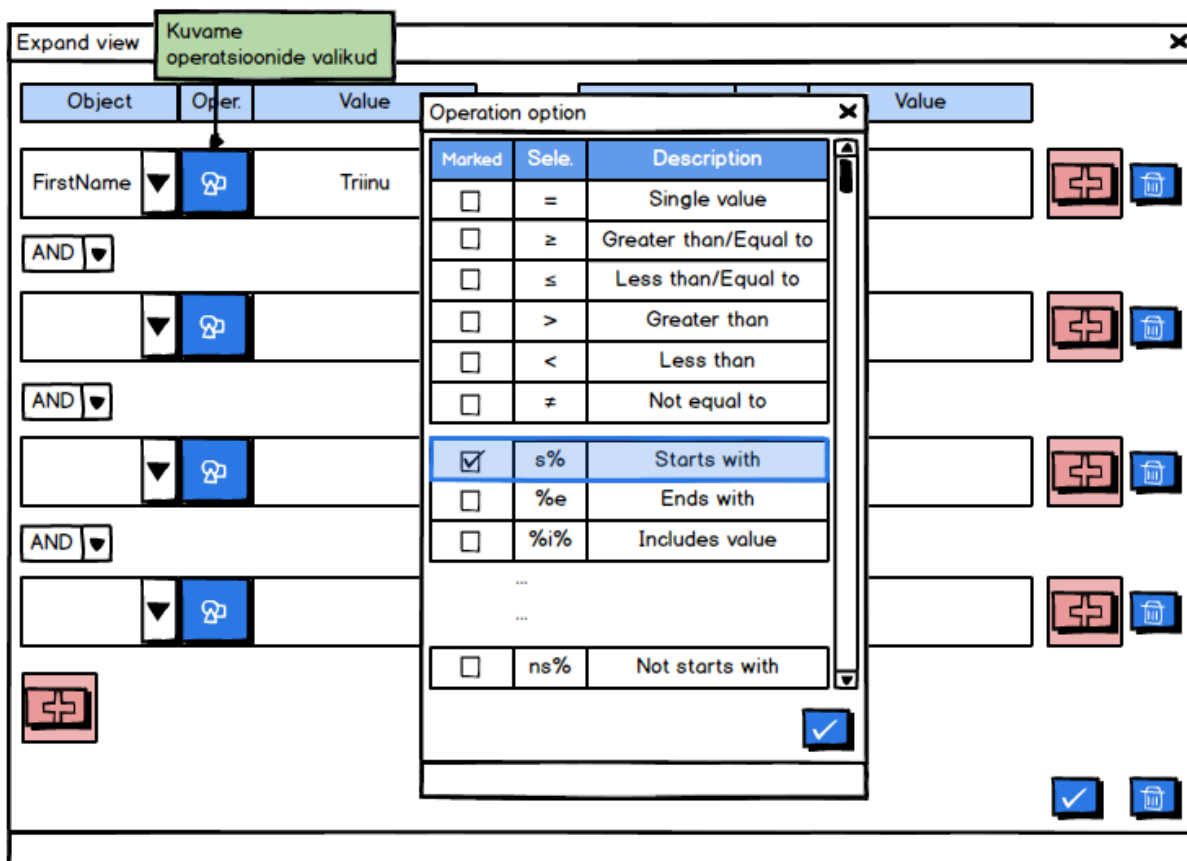 Kuvame
operatsioonide valikud
Expand view
Object Oper. Value Value
Operation option
Marked Sele. Description
= Single value
≥ Greater than/Equal to
≤ Less than/Equal to
> Greater than
< Less than
≠ Not equal to
s% Starts with
%e Ends with
%i% Includes value
...
...
ns% Not starts with
FirstName Triinu
AND
AND
AND